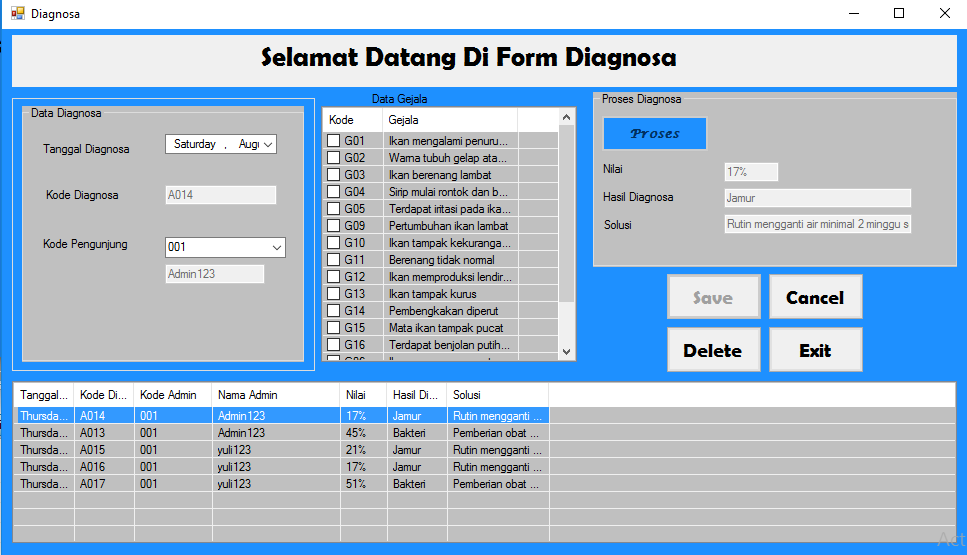 Diagnosa
Selamat Datang Di Form Diagnosa
Data Diagnosa
Tanggal Diagnosa
Saturday , Augu
Kode Diagnosa
A014
Kode Pengunjung
001
Admin123
Data Gejala
Kode Gejala
G01 Ikan mengalami penuru...
G02 Warna tubuh gelap ata...
G03 Ikan berenang lambat
G04 Sirip mulai rontok dan b...
G05 Terdapat iritasi pada ika...
G09 Pertumbuhan ikan lambat
G10 Ikan tampak kekuranga...
G11 Berenang tidak normal
G12 Ikan memproduksi lendir...
G13 Ikan tampak kurus
G14 Pembengkakan diperut
G15 Mata ikan tampak pucat
G16 Terdapat benjolan putih...
Proses Diagnosa
Proses
Nilai
17%
Hasil Diagnosa
Jamur
Solusi
Rutin mengganti air minimal 2 minggu s
Save
Cancel
Delete
Exit
Tanggal... Kode Di... Kode Admin Nama Admin Nilai Hasil Di... Solusi
Thursda... A014 001 Admin123 17% Jamur Rutin mengganti ...
Thursda... A013 001 Admin123 45% Bakteri Pemberian obat ...
Thursda... A015 001 yuli123 21% Jamur Rutin mengganti ...
Thursda... A016 001 yuli123 17% Jamur Rutin mengganti ...
Thursda... A017 001 yuli123 51% Bakteri Pemberian obat ...
Act